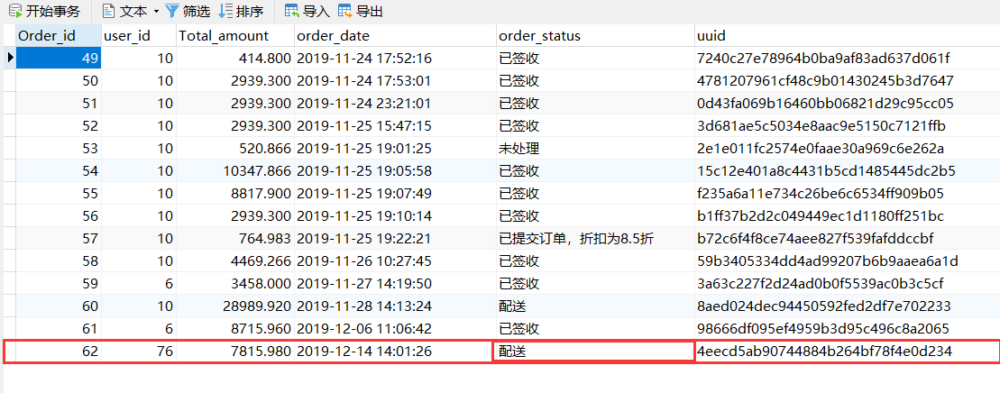 开始事务 文本 筛选 排序 导入 导出
Order_id user_id Total_amount order_date order_status uuid
49 10 414.800 2019-11-24 17:52:16 已签收 7240c27e78964b0ba9af83ad637d061f
50 10 2939.300 2019-11-24 17:53:01 已签收 4781207961cf48c9b01430245b3d7647
51 10 2939.300 2019-11-24 23:21:01 已签收 0d43fa069b16460bb06821d29c95cc05
52 10 2939.300 2019-11-25 15:47:15 已签收 3d681ae5c5034e8aac9e5150c7121ffb
53 10 520.866 2019-11-25 19:01:25 未处理 2e1e011fc2574e0faae30a969c6e262a
54 10 10347.866 2019-11-25 19:05:58 已签收 15c12e401a8c4431b5cd1485445dc2b5
55 10 8817.900 2019-11-25 19:07:49 已签收 f235a6a11e734c26be6c6534ff909b05
56 10 2939.300 2019-11-25 19:10:14 已签收 b1ff37b2d2c049449ec1d1180ff251bc
57 10 764.983 2019-11-25 19:22:21 已提交订单，折扣为8.5折 b72c6f4f8ce74aee827f539fafddccbf
58 10 4469.266 2019-11-26 10:27:45 已签收 59b3405334dd4ad99207b6b9aaea6a1d
59 6 3458.000 2019-11-27 14:19:50 已签收 3a63c227f2d24ad0b0f5539ac0b3c5cf
60 10 28989.920 2019-11-28 14:13:24 配送 8aed024dec94450592fed2df7e702233
61 6 8715.960 2019-12-06 11:06:42 已签收 98666df095ef4959b3d95c496c8a2065
62 76 7815.980 2019-12-14 14:01:26 配送 4eecd5ab90744884b264bf78f4e0d234